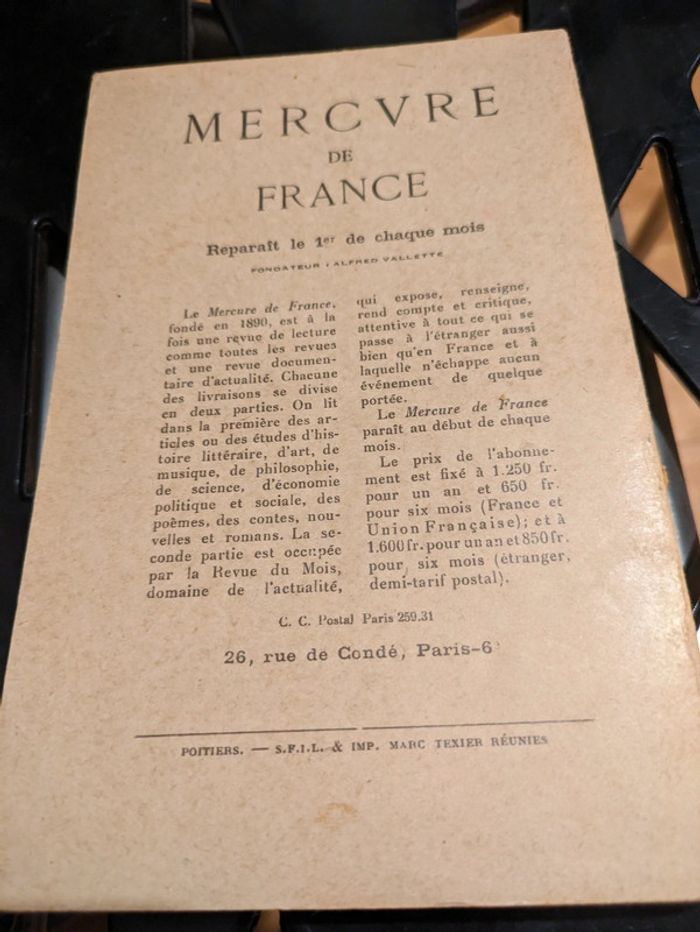 MERCVRE
DE
FRANCE
Reparaît le 1er de chaque mois
FONDATEUR : ALFRED VALLETTE
Le Mercure de France,
fondé en 1890, est à la
fois une revue de lecture
comme toutes les revues
et une revue documen-
taire d'actualité. Chacune
des livraisons se divise
en deux parties. On lit
dans la première des ar-
ticles ou des études d'his-
toire littéraire, d'art, de
musique, de philosophie,
de science, d'économie
politique et sociale, des
poèmes, des contes, nou-
velles et romans. La se-
conde partie est occupée
par la Revue du Mois,
domaine de l'actualité,
qui expose, renseigne,
rend compte et critique,
attentive à tout ce qui se
passe à l'étranger aussi
bien qu'en France et à
laquelle n'échappe aucun
événement de quelque
portée.
Le Mercure de France
paraît au début de chaque
mois.
Le prix de l'abonne-
ment est fixé à 1.250 fr.
pour un an et 650 fr.
pour six mois (France et
Union Française); et à
1.600 fr. pour un an et 850 fr.
pour six mois (étranger,
demi-tarif postal).
C. C. Postal Paris 259.31
26, rue de Condé, Paris-6e
POITIERS. — S.F.I.L. & IMP. MARC TEXIER RÉUNIES